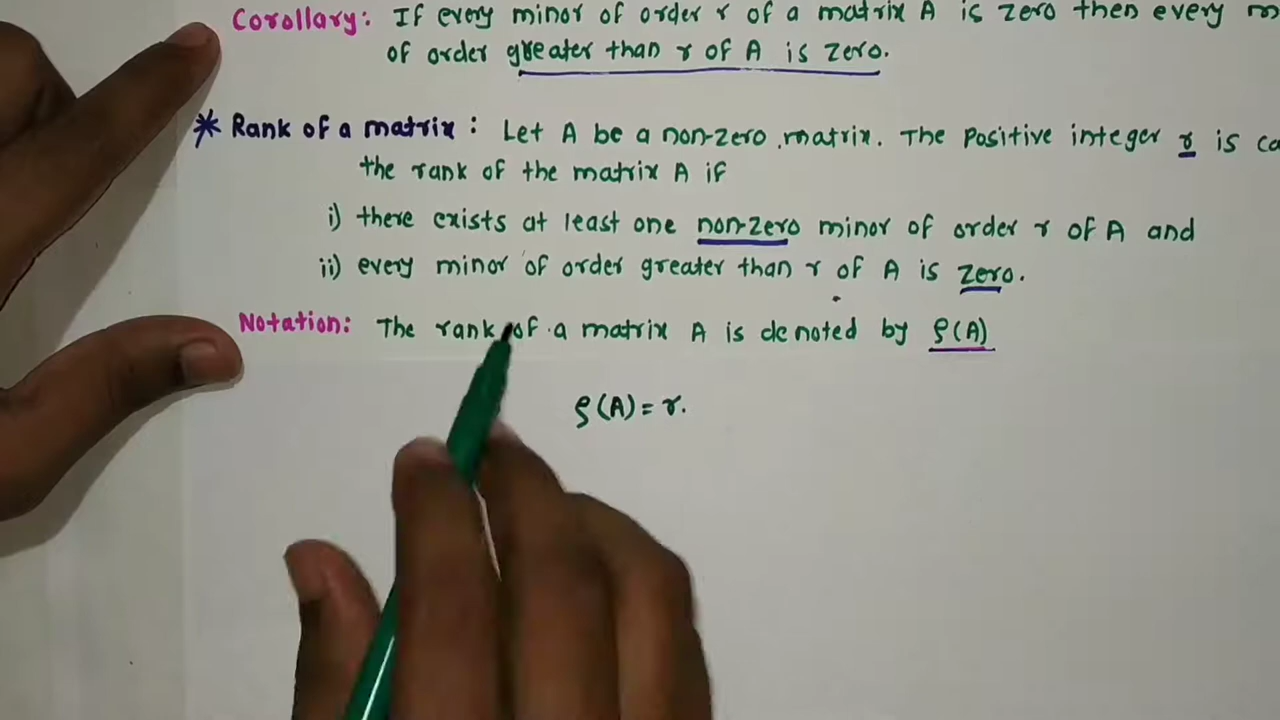 Corollary: If every minor of order r of a matrix A is zero then every
of order greater than r of A is zero.
* Rank of a matrix: Let A be a non-zero matrix. The Positive integer r is
the rank of the matrix A if
i) there exists at least one non-zero minor of order r of A and
ii) every minor of order greater than r of A is zero.
Notation: The rank of a matrix A is denoted by ρ(A)
ρ(A) = r.